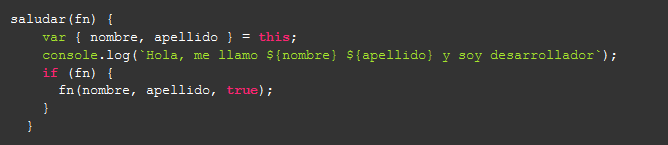 saludar(fn) {
var { nombre, apellido } = this;
console.log(`Hola, me llamo ${nombre} ${apellido} y soy desarrollador`);
if (fn) {
fn(nombre, apellido, true);
}
}